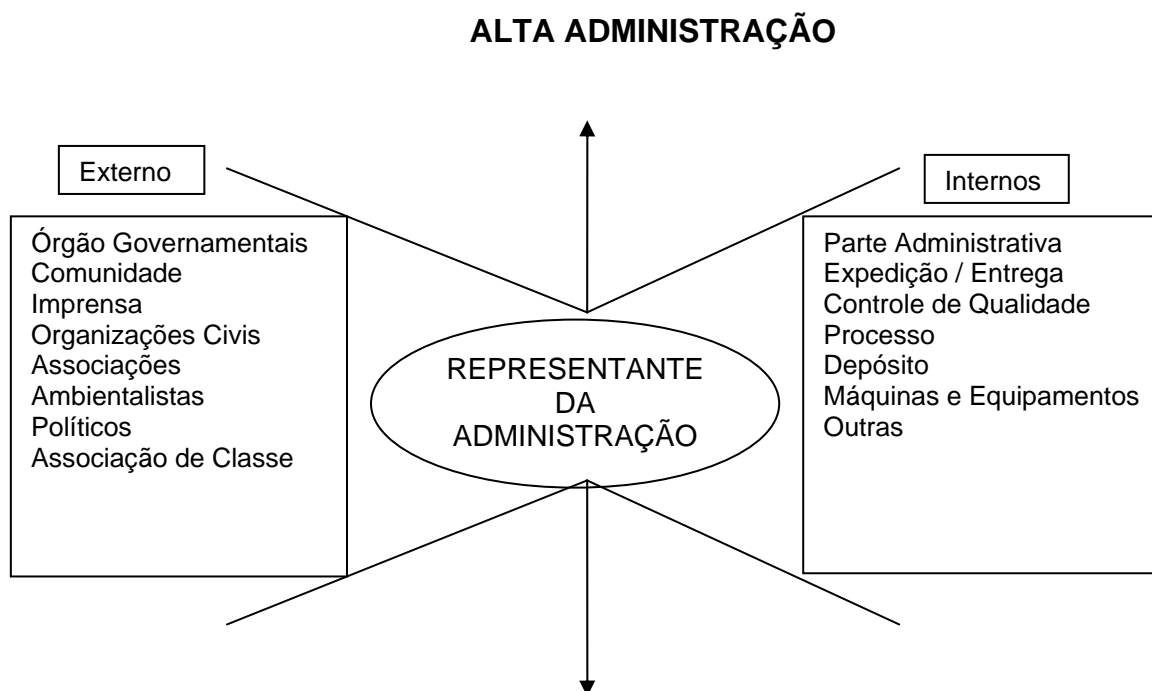 ALTA ADMINISTRAÇÃO
Externo
Órgão Governamentais
Comunidade
Imprensa
Organizações Civis
Associações
Ambientalistas
Políticos
Associação de Classe
REPRESENTANTE
DA
ADMINISTRAÇÃO
Internos
Parte Administrativa
Expedição / Entrega
Controle de Qualidade
Processo
Depósito
Máquinas e Equipamentos
Outras